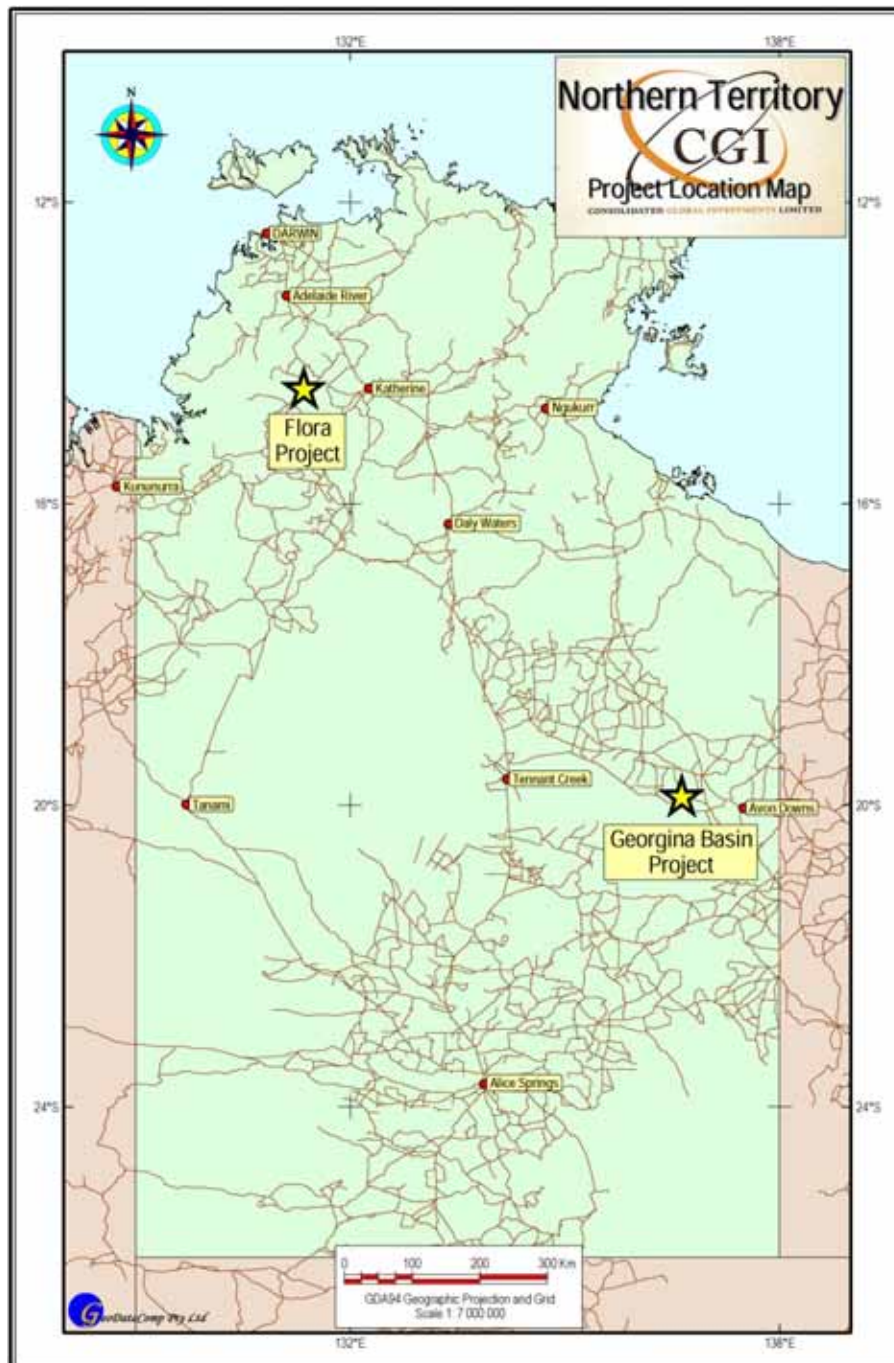 132°E
138°E
N
Northern Territory
CGI
Project Location Map
CONSOLIDATED GLOBAL INVESTMENTS LIMITED
12°S
12°S
DARWIN
Adelaide River
Katherine
Ngukurr
Flora
Project
Kununurra
16°S
16°S
Daly Waters
Tennant Creek
20°S
Tanami
Avon Downs
20°S
Georgina Basin
Project
Alice Springs
24°S
24°S
0 100 200 300 Km
GDA94 Geographic Projection and Grid
Scale 1: 7 000 000
GeoDataComp Pty Ltd
132°E
138°E